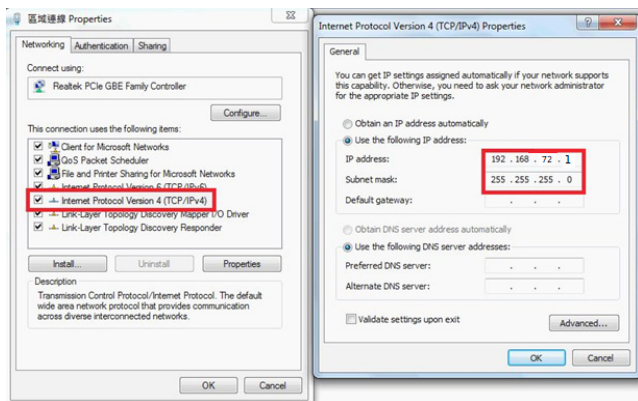 區域連線 Properties
Networking
Authentication
Sharing
Connect using:
Realtek PCIe GBE Family Controller
Configure...
This connection uses the following items:
Client for Microsoft Networks
QoS Packet Scheduler
File and Printer Sharing for Microsoft Networks
Internet Protocol Version 6 (TCP/IPv6)
Internet Protocol Version 4 (TCP/IPv4)
Link-Layer Topology Discovery Mapper I/O Driver
Link-Layer Topology Discovery Responder
Install...
Uninstall
Properties
Description
Transmission Control Protocol/Internet Protocol. The default
wide area network protocol that provides communication
across diverse interconnected networks.
OK
Cancel
Internet Protocol Version 4 (TCP/IPv4) Properties
General
You can get IP settings assigned automatically if your network supports
this capability. Otherwise, you need to ask your network administrator
for the appropriate IP settings.
Obtain an IP address automatically
Use the following IP address:
IP address: 192 . 168 . 72 . 1
Subnet mask: 255 . 255 . 255 . 0
Default gateway: . . .
Obtain DNS server address automatically
Use the following DNS server addresses:
Preferred DNS server: . . .
Alternate DNS server: . . .
Validate settings upon exit
Advanced...
OK
Cancel